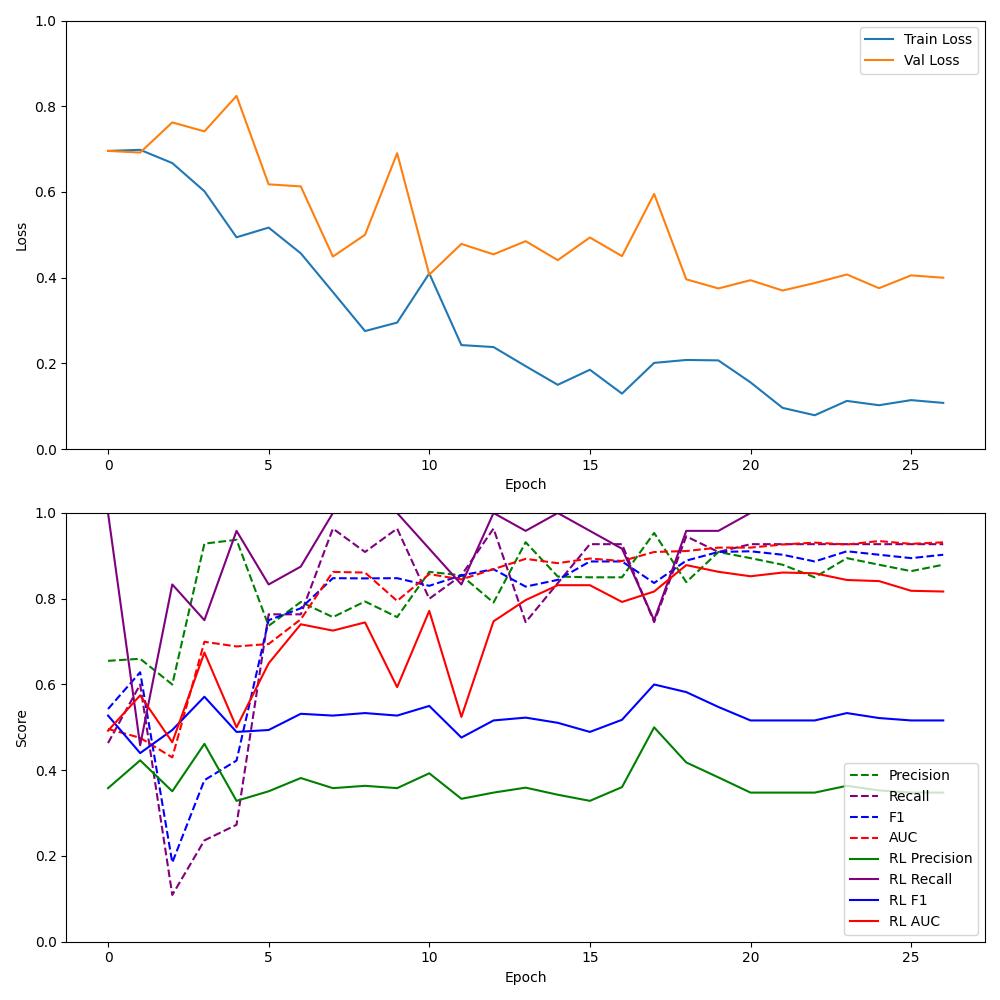 1.0
0.8
0.6
0.4
0.2
0.0
Loss
Train Loss
Val Loss
0 5 10 15 20 25
Epoch
1.0
0.8
0.6
0.4
0.2
0.0
Score
Precision
Recall
F1
AUC
RL Precision
RL Recall
RL F1
RL AUC
0 5 10 15 20 25
Epoch